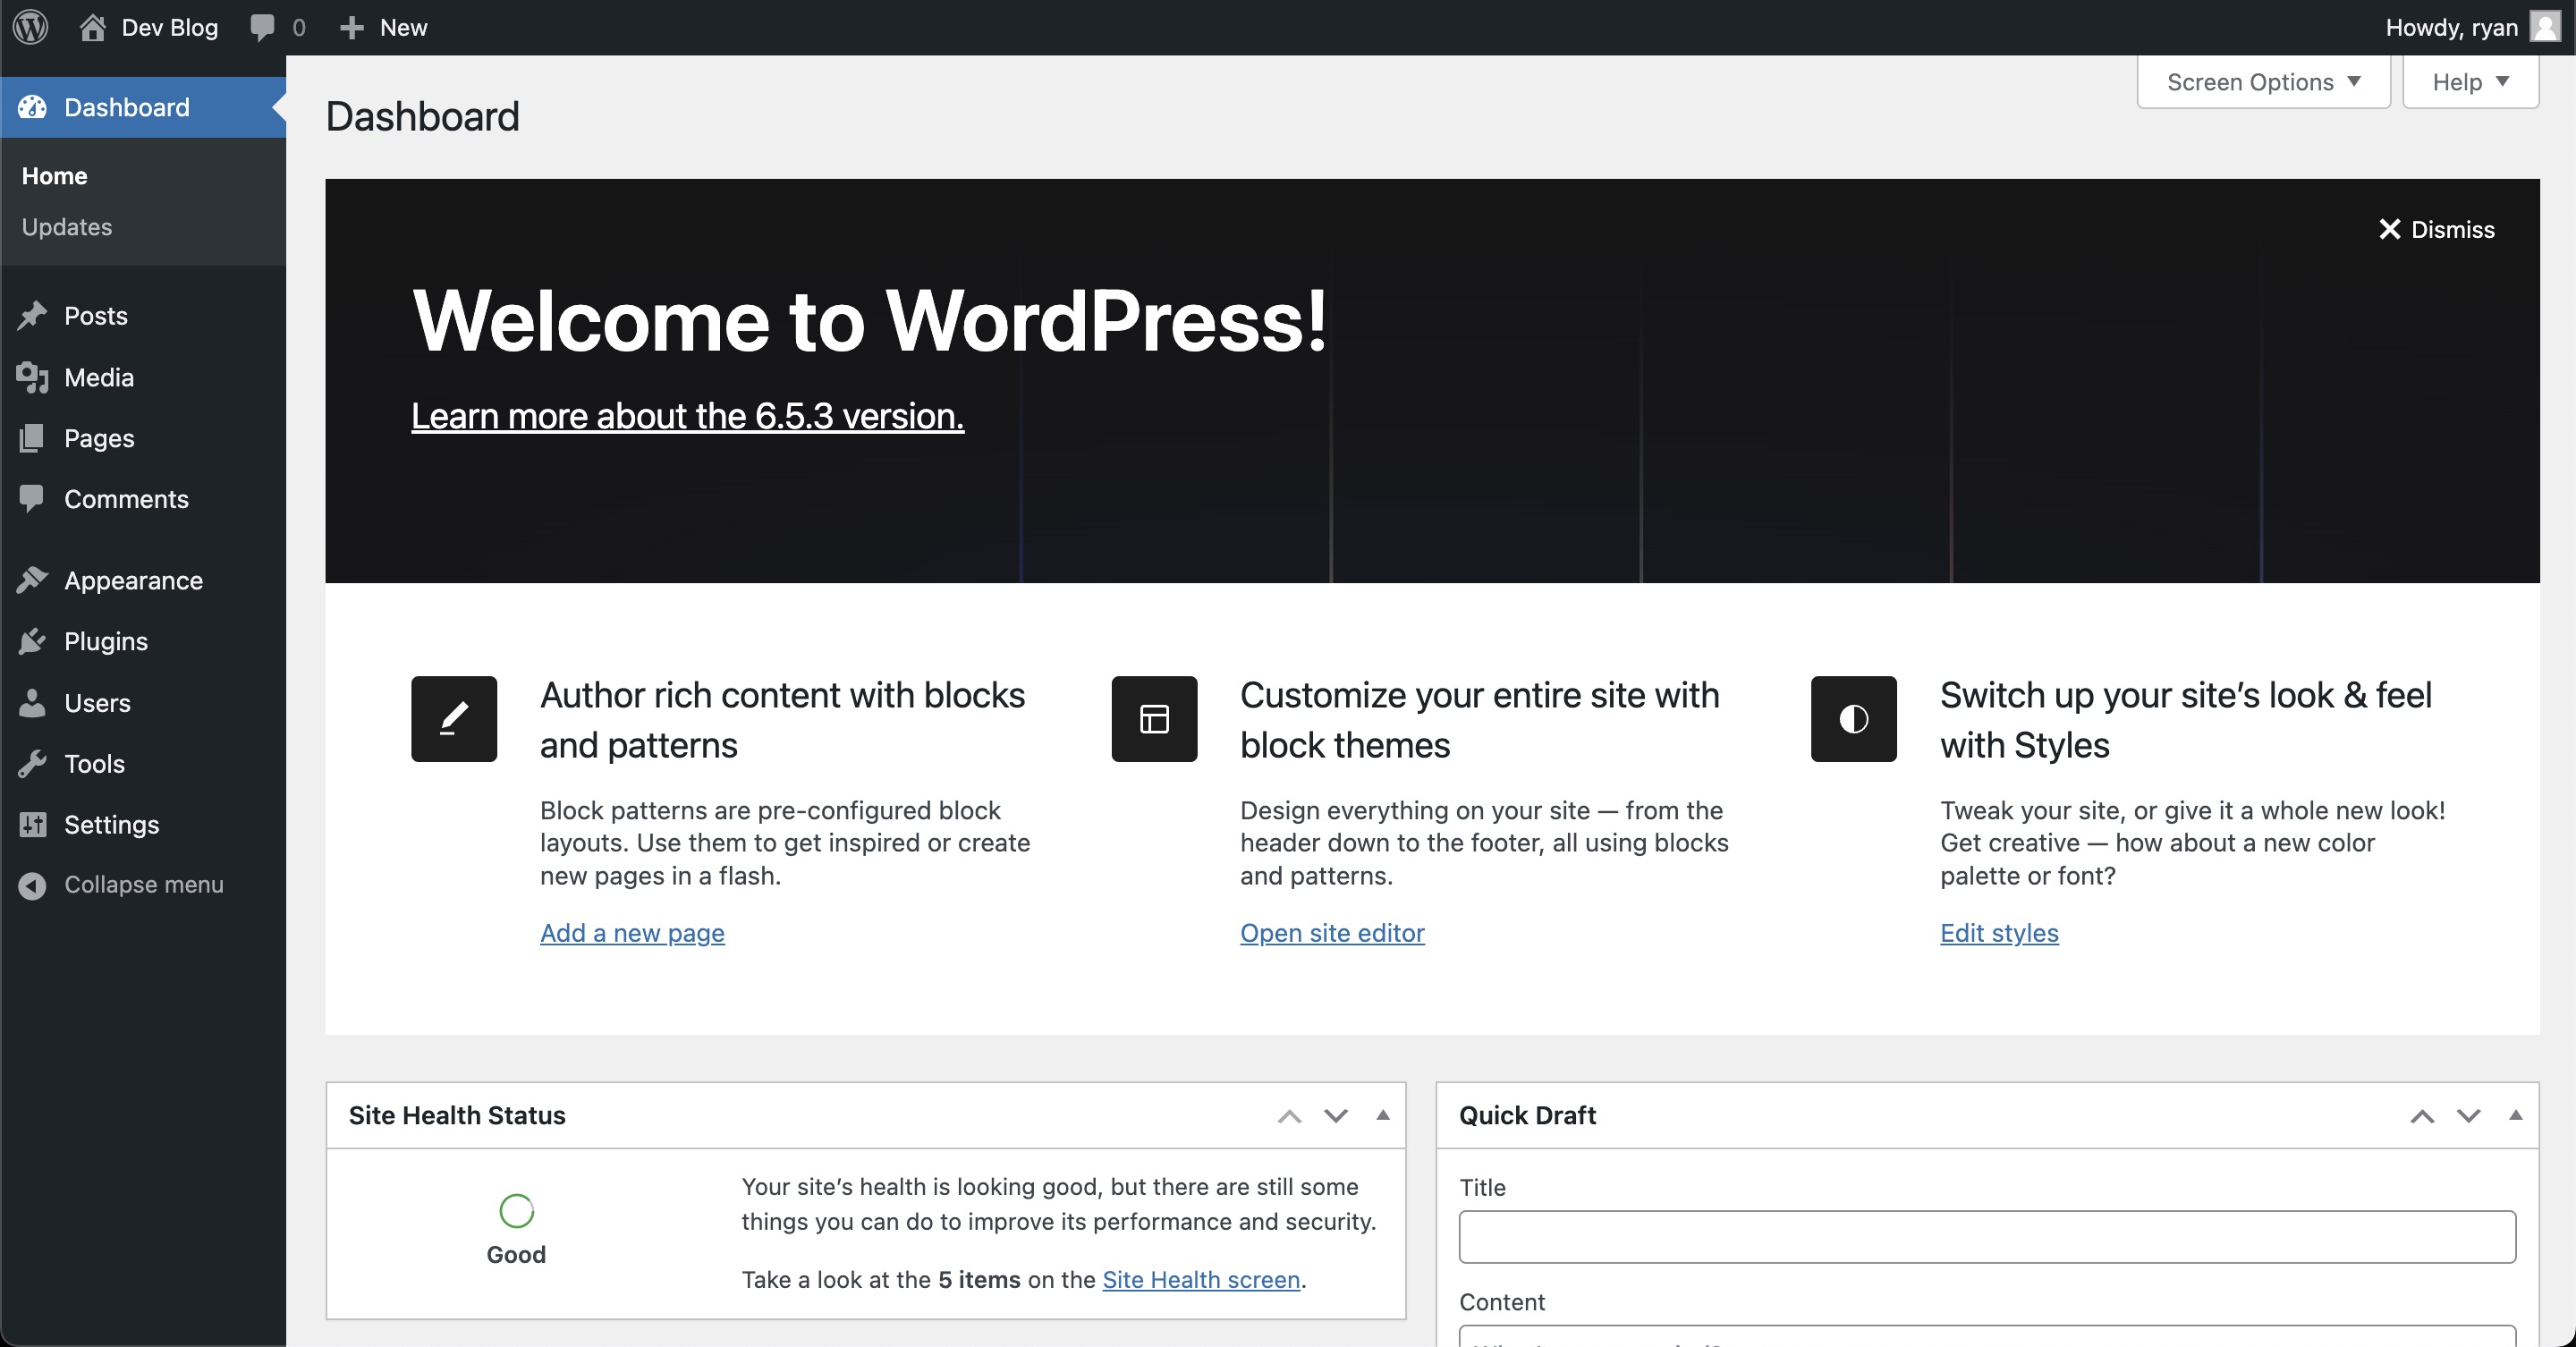 Dev Blog
0
New
Howdy, ryan
Screen Options
Help
Dashboard
Home
Updates
Posts
Media
Pages
Comments
Appearance
Plugins
Users
Tools
Settings
Collapse menu
Dashboard
Dismiss
Welcome to WordPress!
Learn more about the 6.5.3 version.
Author rich content with blocks
and patterns
Block patterns are pre-configured block
layouts. Use them to get inspired or create
new pages in a flash.
Add a new page
Customize your entire site with
block themes
Design everything on your site — from the
header down to the footer, all using blocks
and patterns.
Open site editor
Switch up your site’s look & feel
with Styles
Tweak your site, or give it a whole new look!
Get creative — how about a new color
palette or font?
Edit styles
Site Health Status
Good
Your site’s health is looking good, but there are still some
things you can do to improve its performance and security.
Take a look at the 5 items on the Site Health screen.
Quick Draft
Title
Content